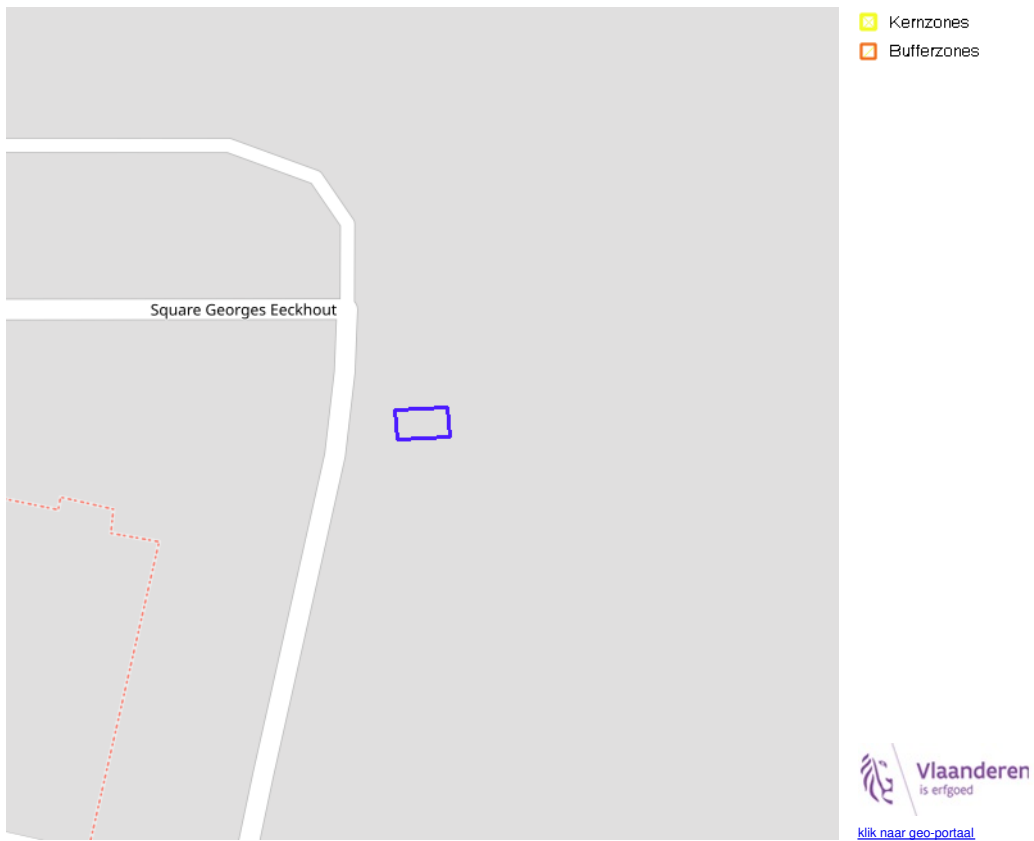 Kernzones
Bufferzones
Square Georges Eeckhout
Vlaanderen
is erfgoed
klik naar geo-portaal